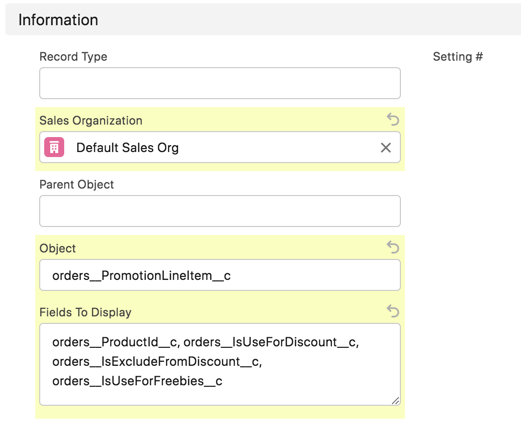 Information
Record Type
Setting #
Sales Organization
Default Sales Org
Parent Object
Object
orders__PromotionLineItem__c
Fields To Display
orders__ProductId__c, orders__IsUseForDiscount__c,
orders__IsExcludeFromDiscount__c,
orders__IsUseForFreebies__c